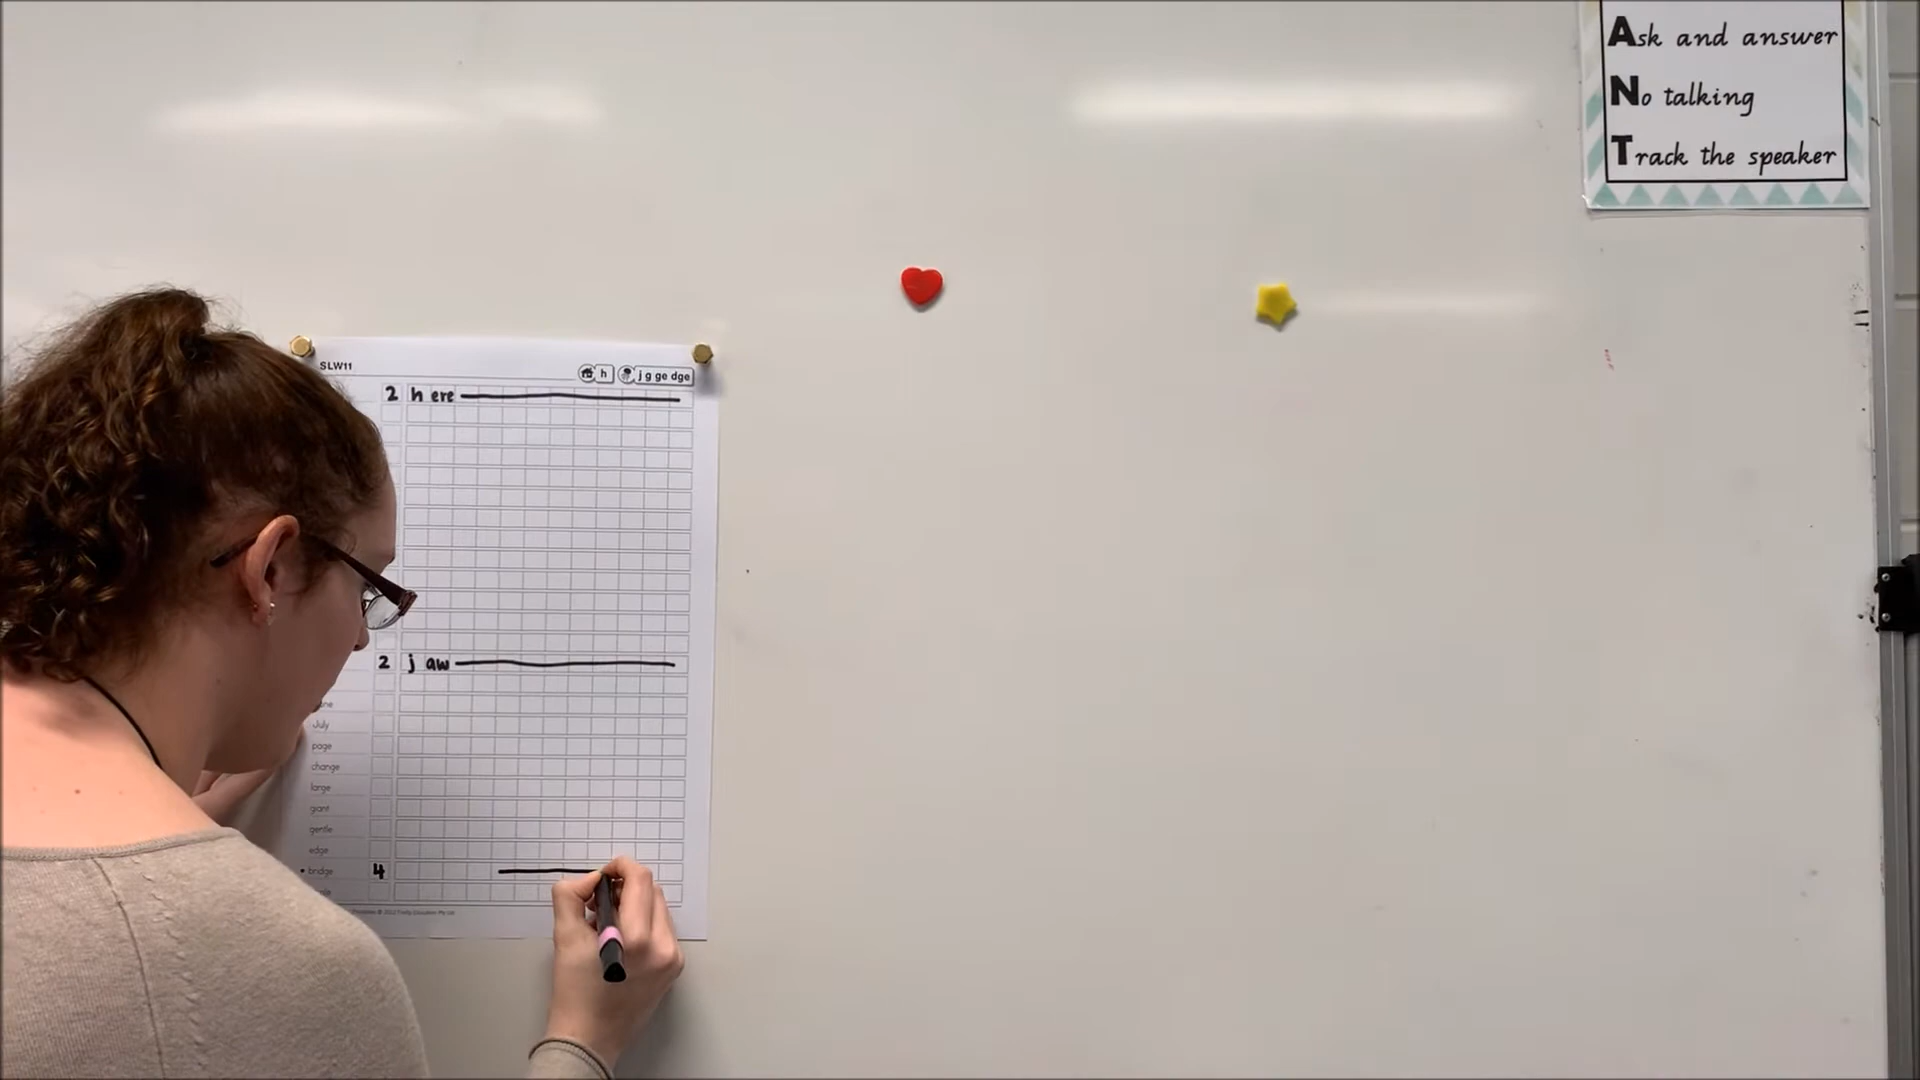 Ask and answer
No talking
Track the speaker
SLW11
h
j g ge dge
2 h ere
2 j aw
July
page
change
large
giant
gentle
edge
bridge 4